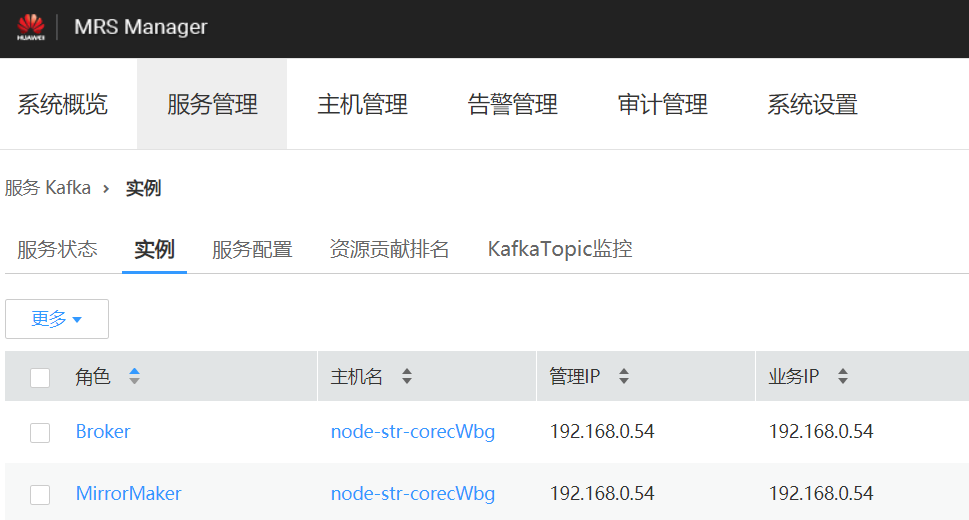 HUAWEI MRS Manager
系统概览 服务管理 主机管理 告警管理 审计管理 系统设置
服务 Kafka › 实例
服务状态 实例 服务配置 资源贡献排名 KafkaTopic监控
更多
角色 主机名 管理IP 业务IP
Broker node-str-corecWbg 192.168.0.54 192.168.0.54
MirrorMaker node-str-corecWbg 192.168.0.54 192.168.0.54